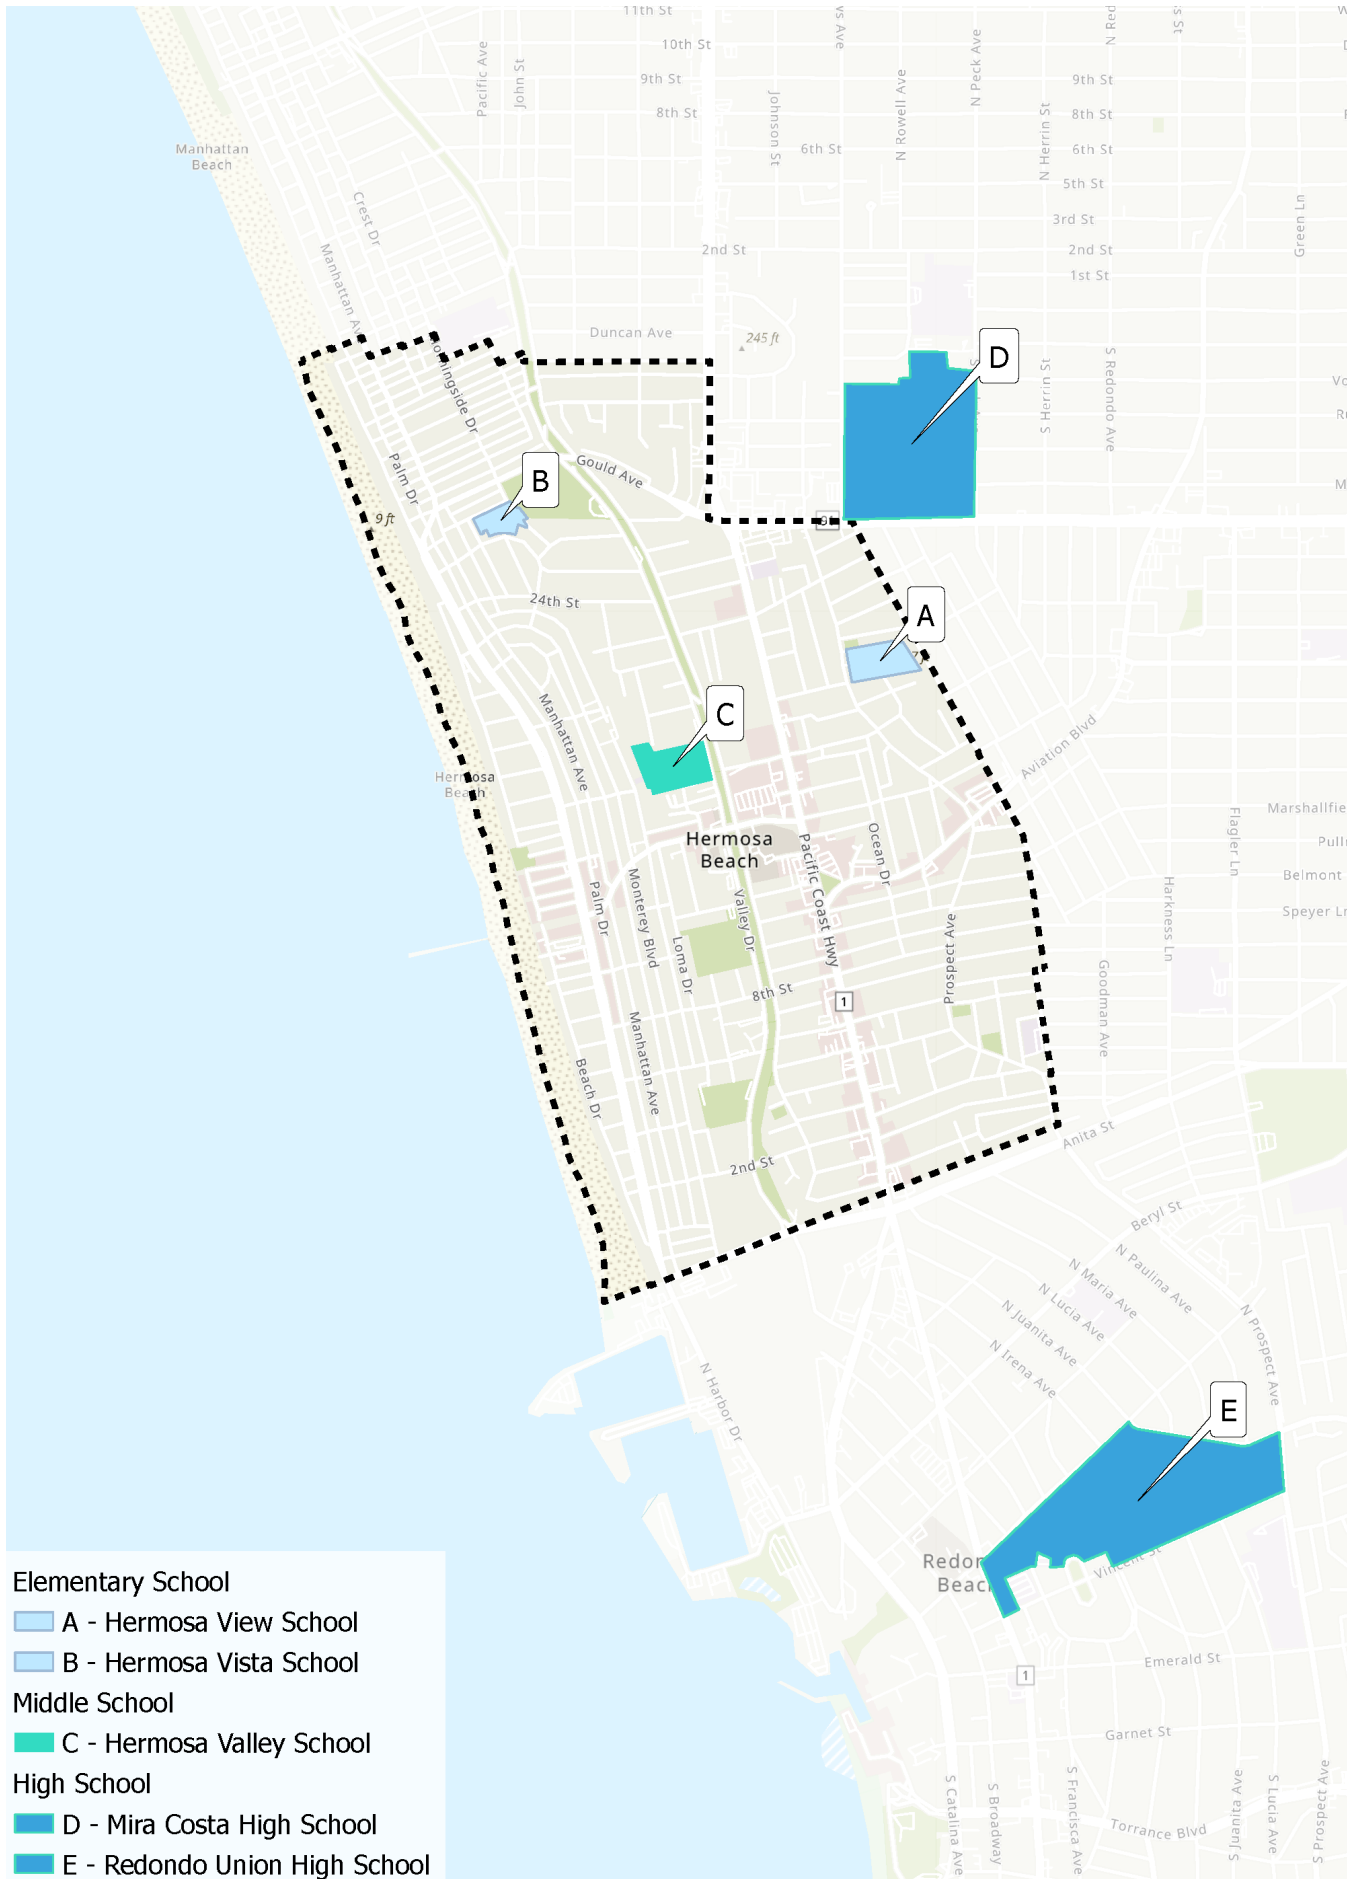 11th St
10th St
9th St
8th St
Pacific Ave
John St
Johnson St
6th St
N Rowell Ave
N Peck Ave
N Herrin St
9th St
8th St
6th St
5th St
3rd St
2nd St
1st St
Green Ln
Manhattan
Beach
Crest Dr
2nd St
Duncan Ave
245 ft
D
S Herrin St
S Redondo Ave
Morningside Dr
Palm Dr
Gould Ave
B
9 ft
24th St
A
C
Manhattan Ave
Hermosa
Beach
Aviation Blvd
Hermosa
Beach
Pacific Coast Hwy
Ocean Dr
Flagler Ln
Belmont
Harkness Ln
Palm Dr
Monterey Blvd
Loma Dr
Valley Dr
Prospect Ave
Goodman Ave
8th St
1
Manhattan Ave
Beach Dr
2nd St
Anita St
Beryl St
N Paulina Ave
N Maria Ave
N Lucia Ave
N Juanita Ave
N Irena Ave
N Prospect Ave
N Harbor Dr
E
Vincent St
Emerald St
1
Garnet St
Torrance Blvd
S Catalina Ave
S Broadway
S Francisca Ave
S Juanita Ave
S Lucia Ave
S Prospect Ave
Elementary School
A - Hermosa View School
B - Hermosa Vista School
Middle School
C - Hermosa Valley School
High School
D - Mira Costa High School
E - Redondo Union High School